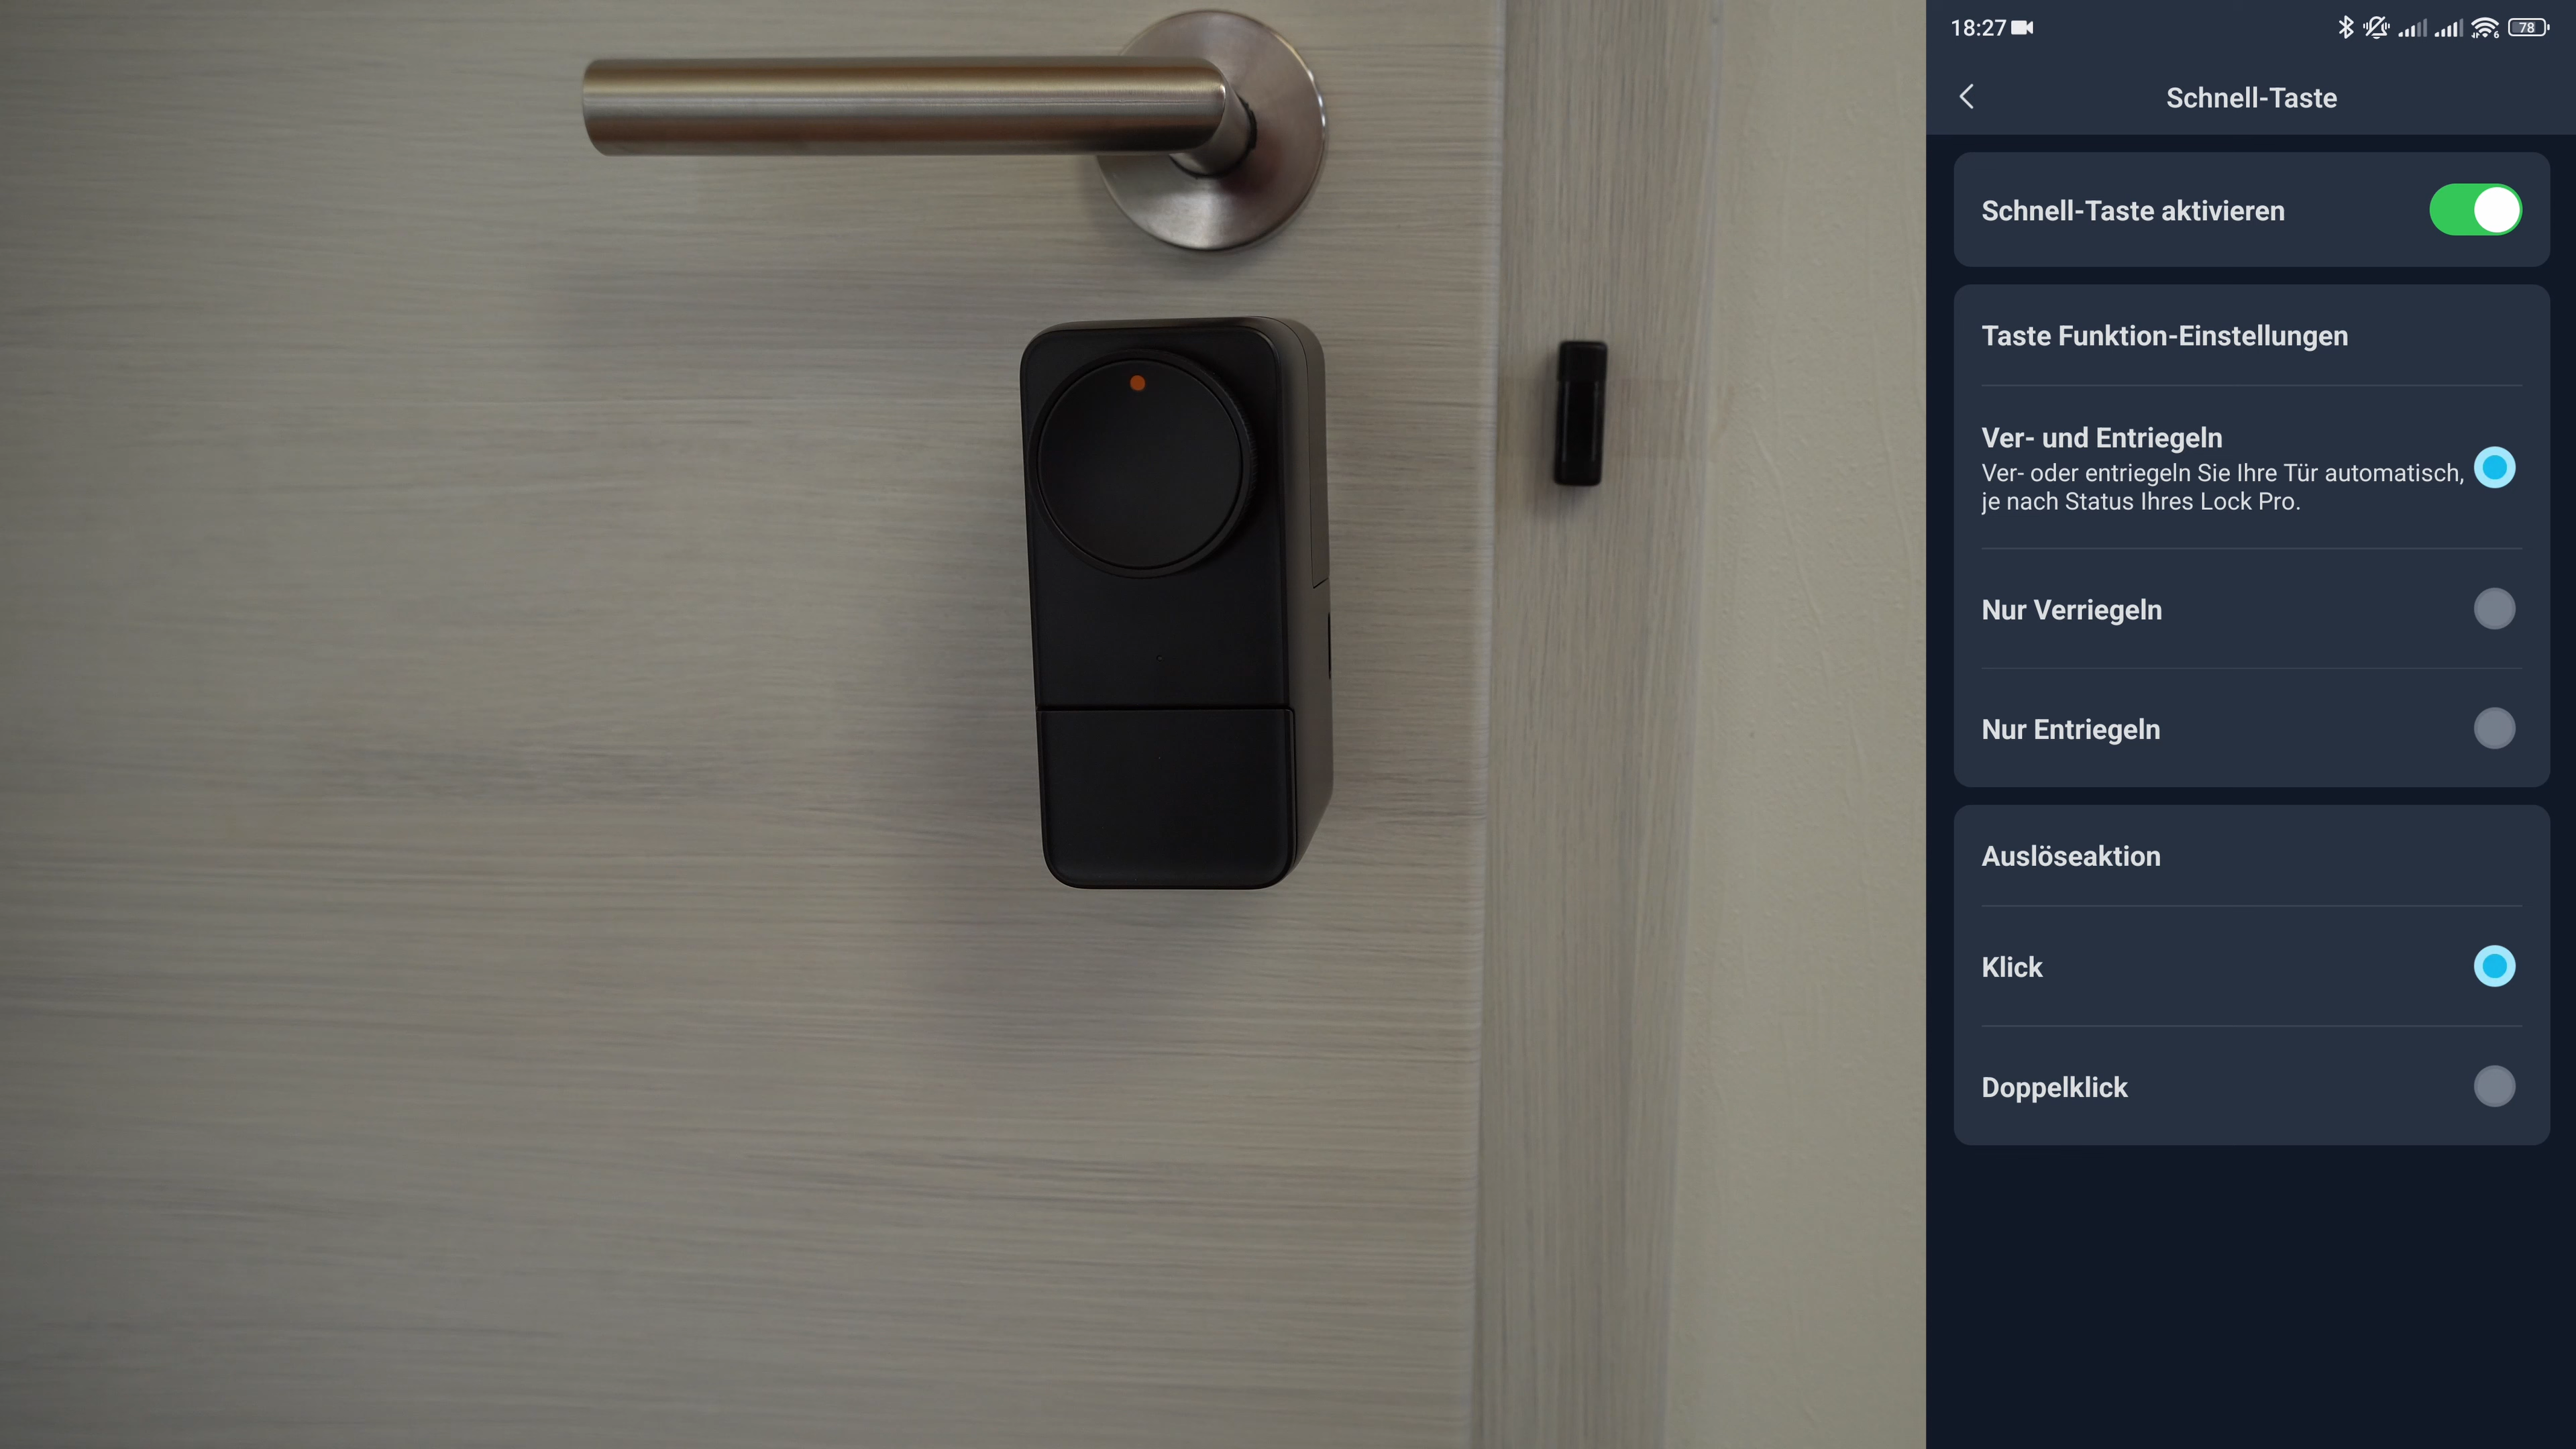 18:27
78
Schnell-Taste
Schnell-Taste aktivieren
Taste Funktion-Einstellungen
Ver- und Entriegeln
Ver- oder entriegeln Sie Ihre Tür automatisch,
je nach Status Ihres Lock Pro.
Nur Verriegeln
Nur Entriegeln
Auslöseaktion
Klick
Doppelklick